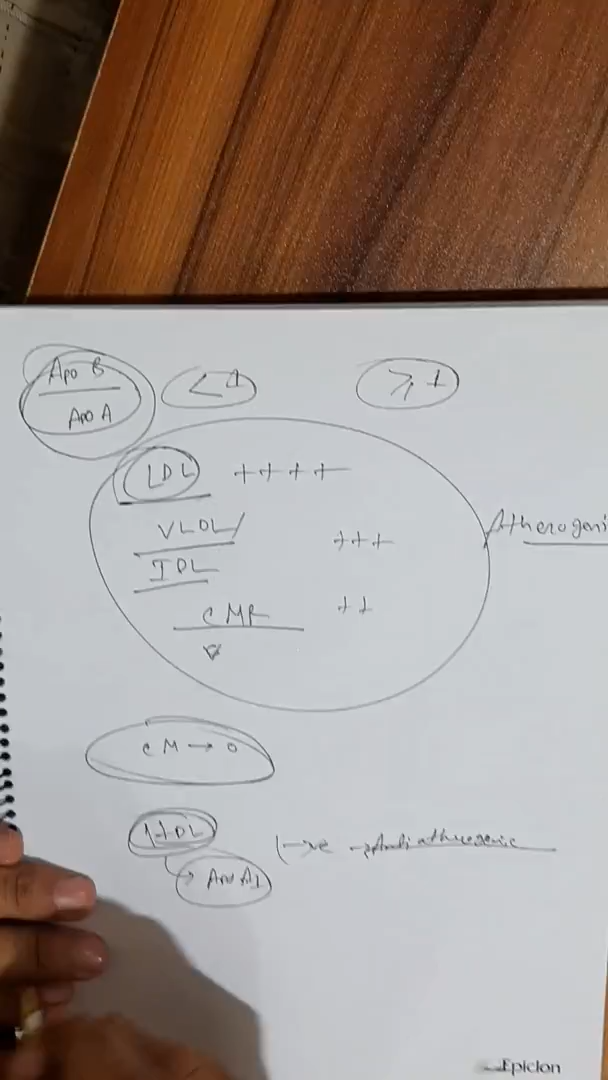 Apo B < 1 ≥ 1
Apo A
LDL ++++
Atherogeni
VLDL/ +++
IDL
CMR ++
CM → 0
HDL (-ve → Anti atherogenic
→ Apo A1
Epiclon